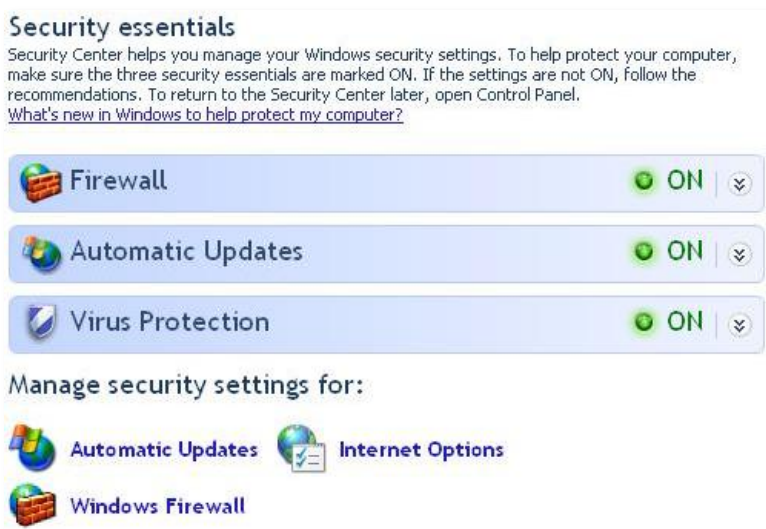 Security essentials
Security Center helps you manage your Windows security settings. To help protect your computer,
make sure the three security essentials are marked ON. If the settings are not ON, follow the
recommendations. To return to the Security Center later, open Control Panel.
What's new in Windows to help protect my computer?
Firewall ON
Automatic Updates ON
Virus Protection ON
Manage security settings for:
Automatic Updates Internet Options
Windows Firewall